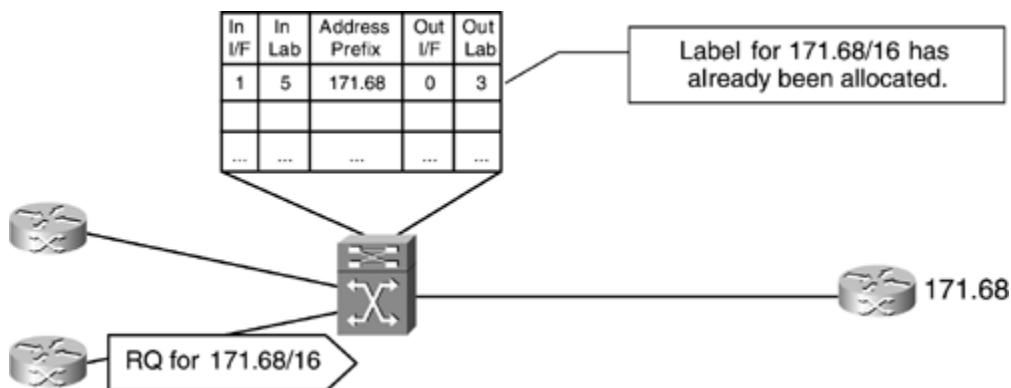 In I/F In Lab Address Prefix Out I/F Out Lab
1 5 171.68 0 3
... ... ... ... ...
Label for 171.68/16 has
already been allocated.
171.68
RQ for 171.68/16